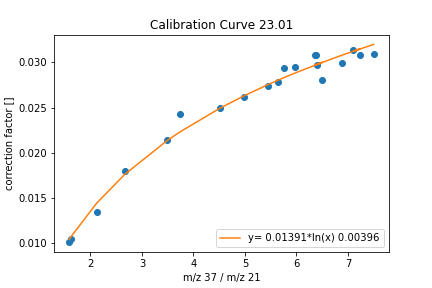 Calibration Curve 23.01
correction factor []
0.030
0.025
0.020
0.015
0.010
y= 0.01391*ln(x) 0.00396
2 3 4 5 6 7
m/z 37 / m/z 21